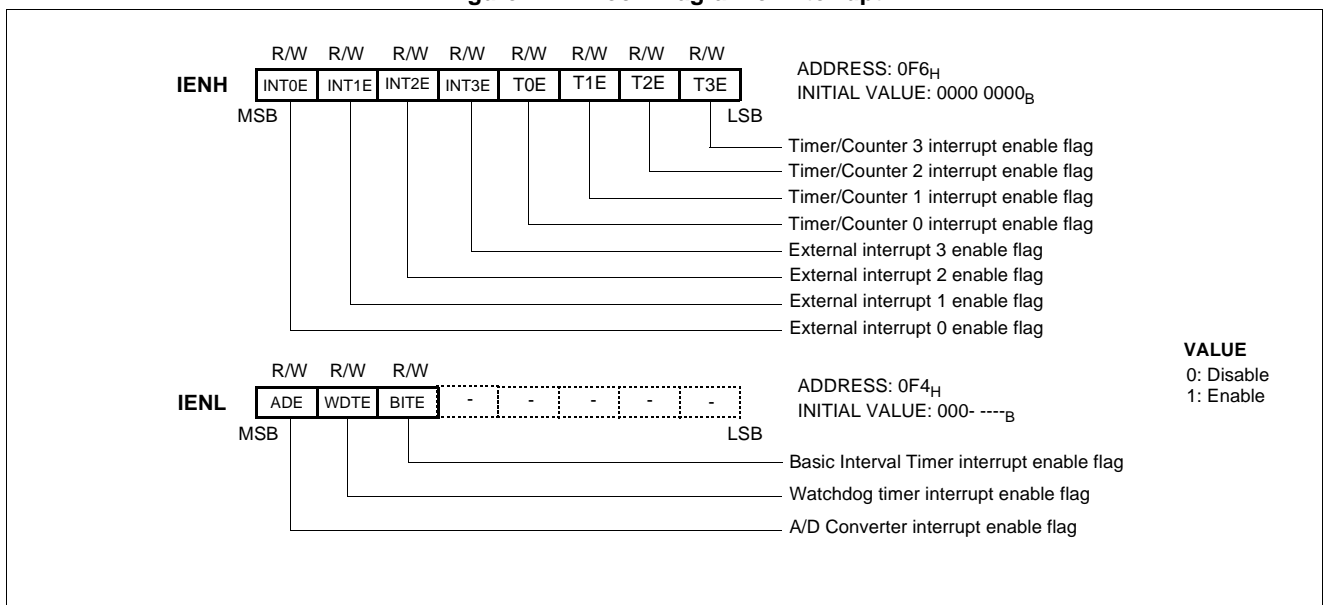 R/W R/W R/W R/W R/W R/W R/W R/W
IENH INT0E INT1E INT2E INT3E T0E T1E T2E T3E
MSB LSB
ADDRESS: 0F6H
INITIAL VALUE: 0000 0000B
Timer/Counter 3 interrupt enable flag
Timer/Counter 2 interrupt enable flag
Timer/Counter 1 interrupt enable flag
Timer/Counter 0 interrupt enable flag
External interrupt 3 enable flag
External interrupt 2 enable flag
External interrupt 1 enable flag
External interrupt 0 enable flag
VALUE
0: Disable
1: Enable
R/W R/W R/W
IENL ADE WDTE BITE - - - - -
MSB LSB
ADDRESS: 0F4H
INITIAL VALUE: 000- ----B
Basic Interval Timer interrupt enable flag
Watchdog timer interrupt enable flag
A/D Converter interrupt enable flag